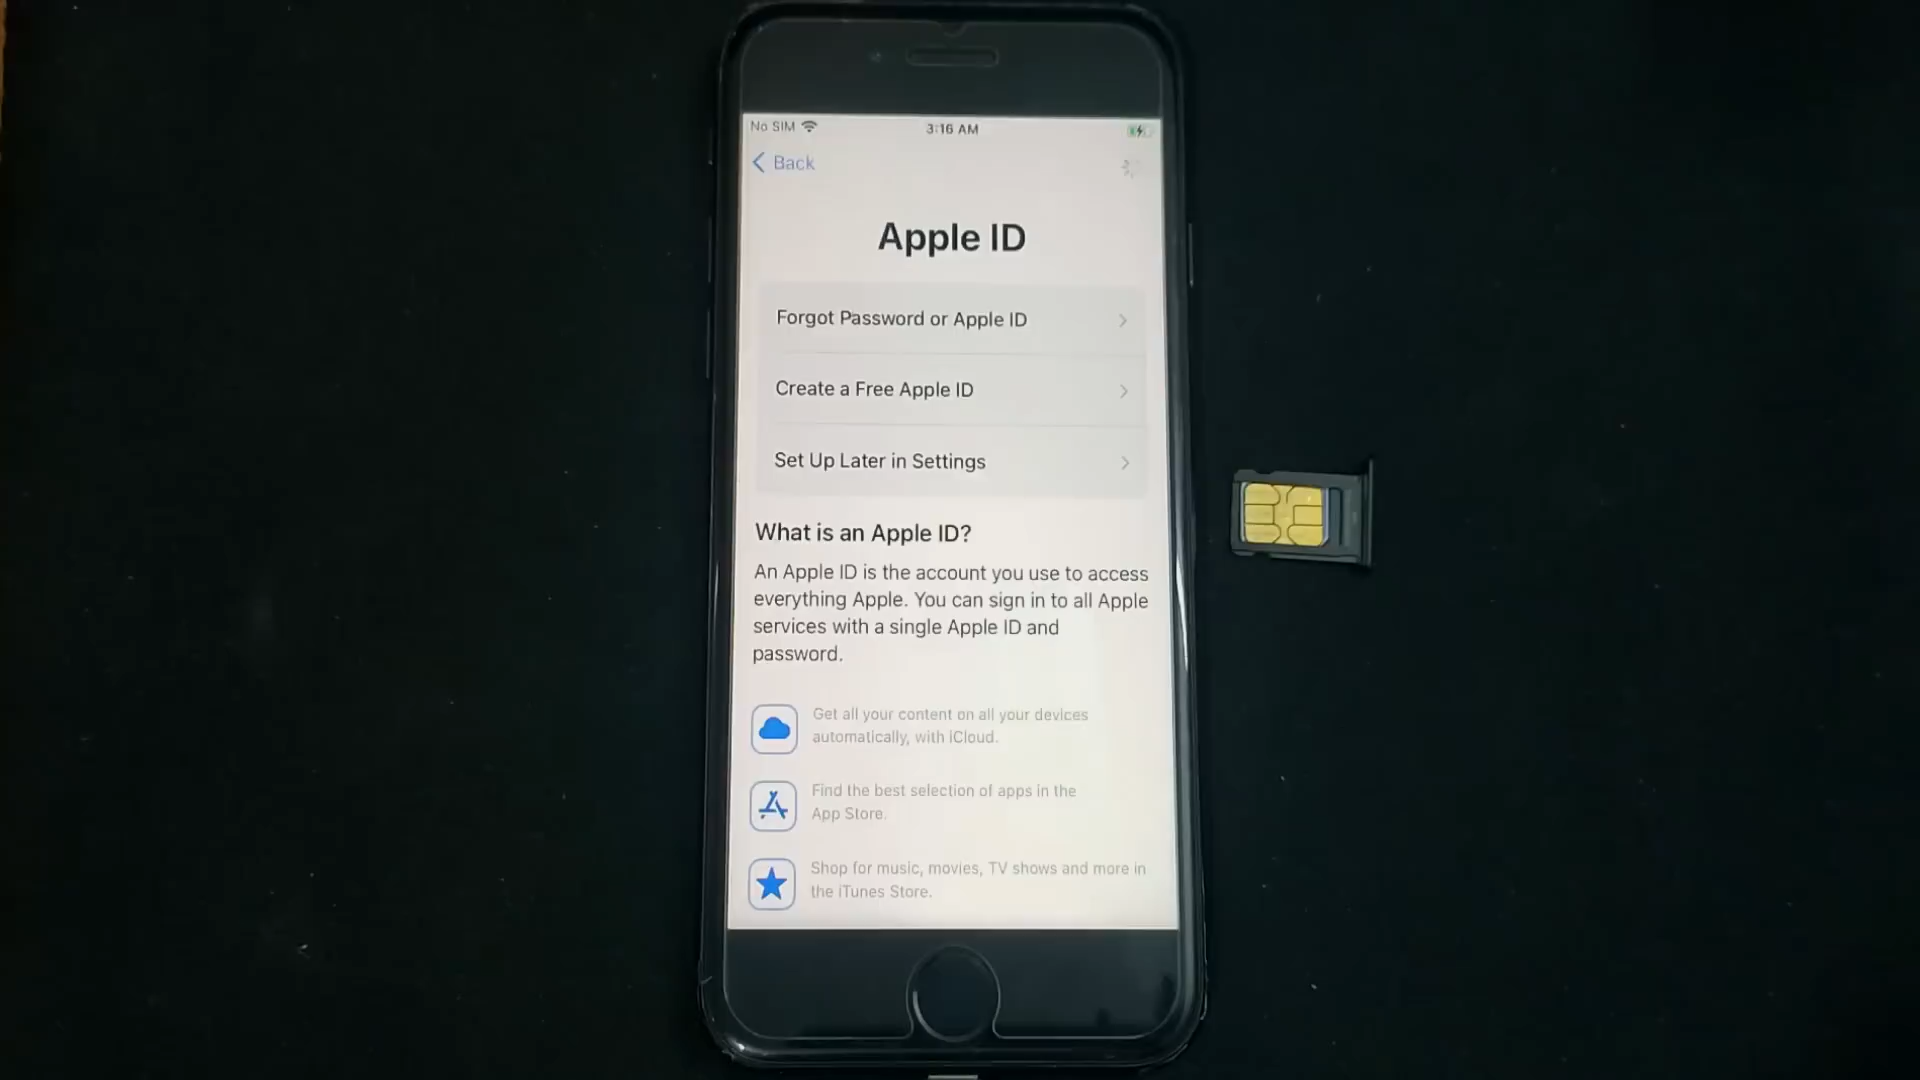 No SIM 3:16 AM
Back
Apple ID
Forgot Password or Apple ID
Create a Free Apple ID
Set Up Later in Settings
What is an Apple ID?
An Apple ID is the account you use to access
everything Apple. You can sign in to all Apple
services with a single Apple ID and
password.
Get all your content on all your devices
automatically, with iCloud.
Find the best selection of apps in the
App Store.
Shop for music, movies, TV shows and more in
the iTunes Store.